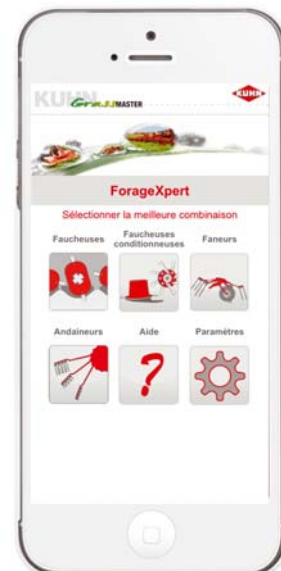 KUHN GrassMASTER
KUHN
ForageXpert
Sélectionner la meilleure combinaison
Faucheuses
Faucheuses
conditionneuses
Faneurs
Andaineurs
Aide
Paramètres